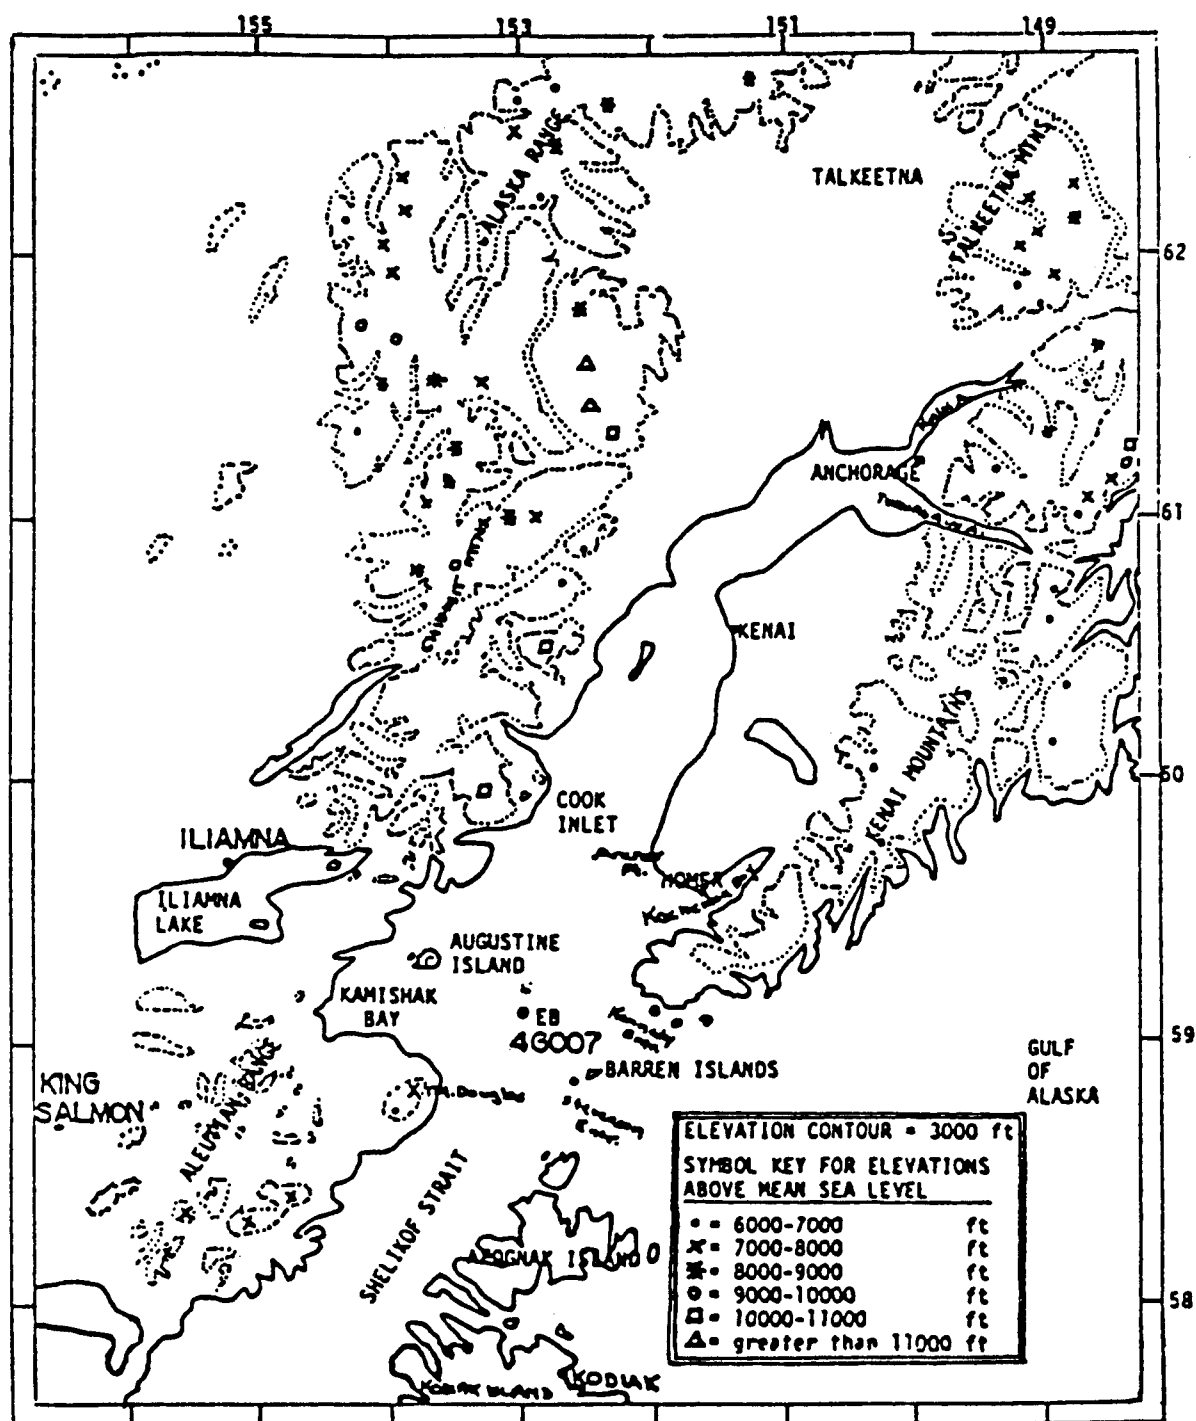 155 153 151 149
ALASKA RANGE
TALKEETNA
TALKEETNA MTNS
62
ANCHORAGE
61
KENAI
KENAI MOUNTAINS
60
COOK
INLET
ILIAMNA
HOMER
ILIAMNA
LAKE
AUGUSTINE
ISLAND
KAMISHAK
BAY
EB
46007
59
GULF
OF
ALASKA
BARREN ISLANDS
KING
SALMON
ALEUTIAN RANGE
Mt. Douglas
SHELIKOF STRAIT
AFOGNAK ISLAND
58
KODIAK
KODIAK ISLAND
ELEVATION CONTOUR = 3000 ft
SYMBOL KEY FOR ELEVATIONS
ABOVE MEAN SEA LEVEL
= 6000-7000 ft
= 7000-8000 ft
= 8000-9000 ft
= 9000-10000 ft
= 10000-11000 ft
= greater than 11000 ft